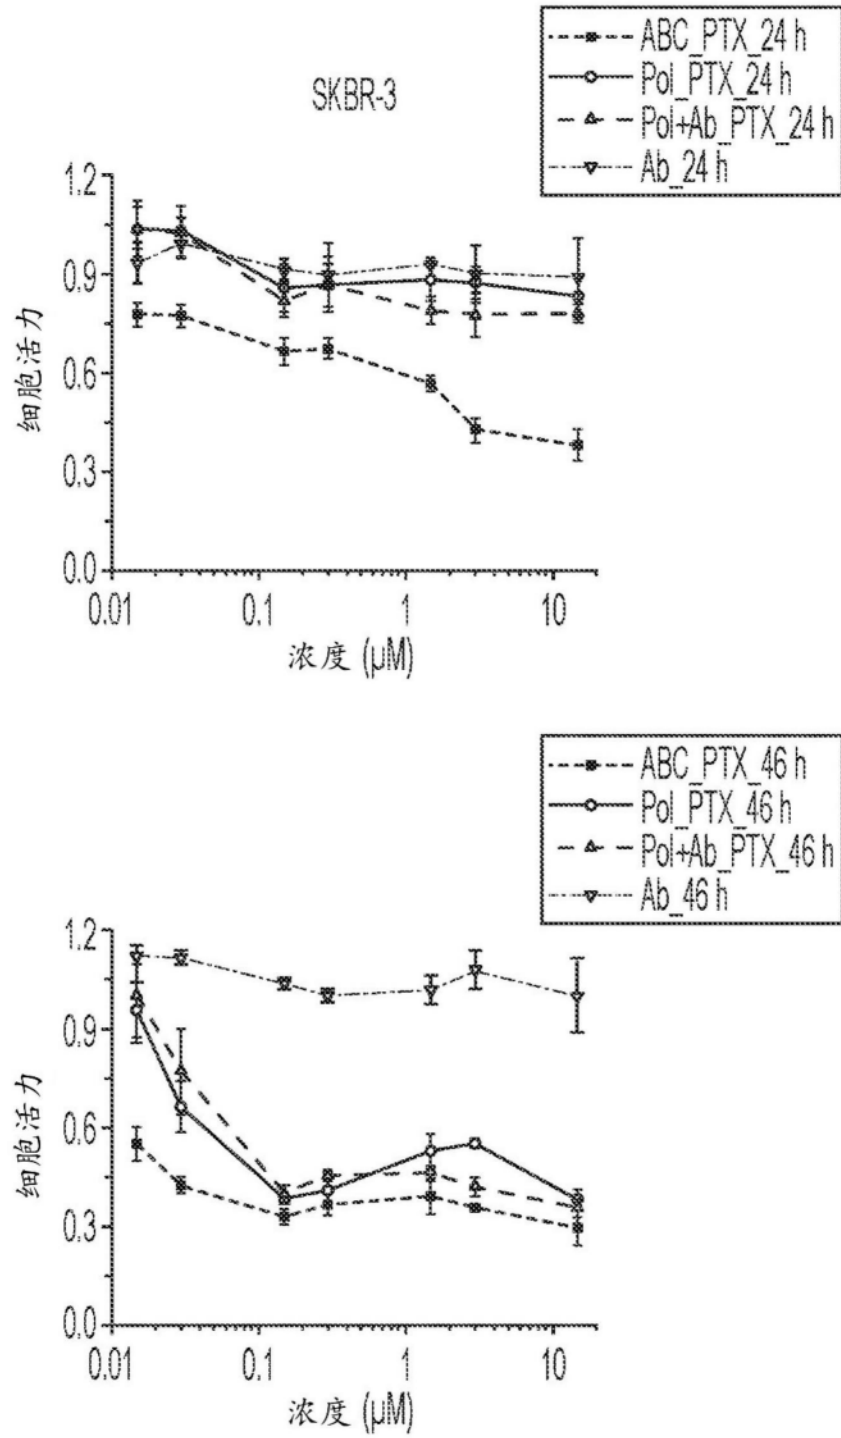 ABC_PTX_24 h
Pol_PTX_24 h
Pol+Ab_PTX_24 h
Ab_24 h
SKBR-3
1.2
0.9
0.6
0.3
0.0
细胞活力
0.01
0.1
1
10
浓度 (μM)
ABC_PTX_46 h
Pol_PTX_46 h
Pol+Ab_PTX_46 h
Ab_46 h
1.2
0.9
0.6
0.3
0.0
细胞活力
0.01
0.1
1
10
浓度 (μM)